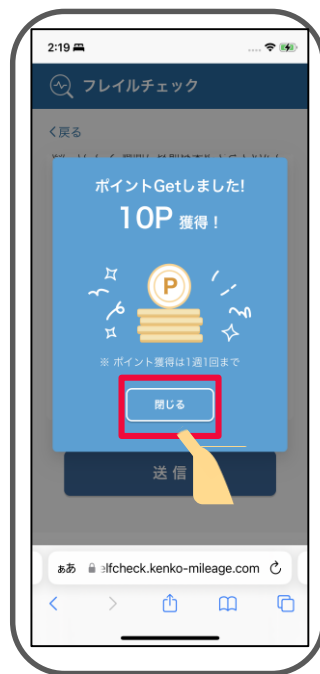 2:19
フレイルチェック
戻る
ポイントGetしました!
10P 獲得！
P
※ ポイント獲得は1週1回まで
閉じる
送信
ああ elfcheck.kenko-mileage.com